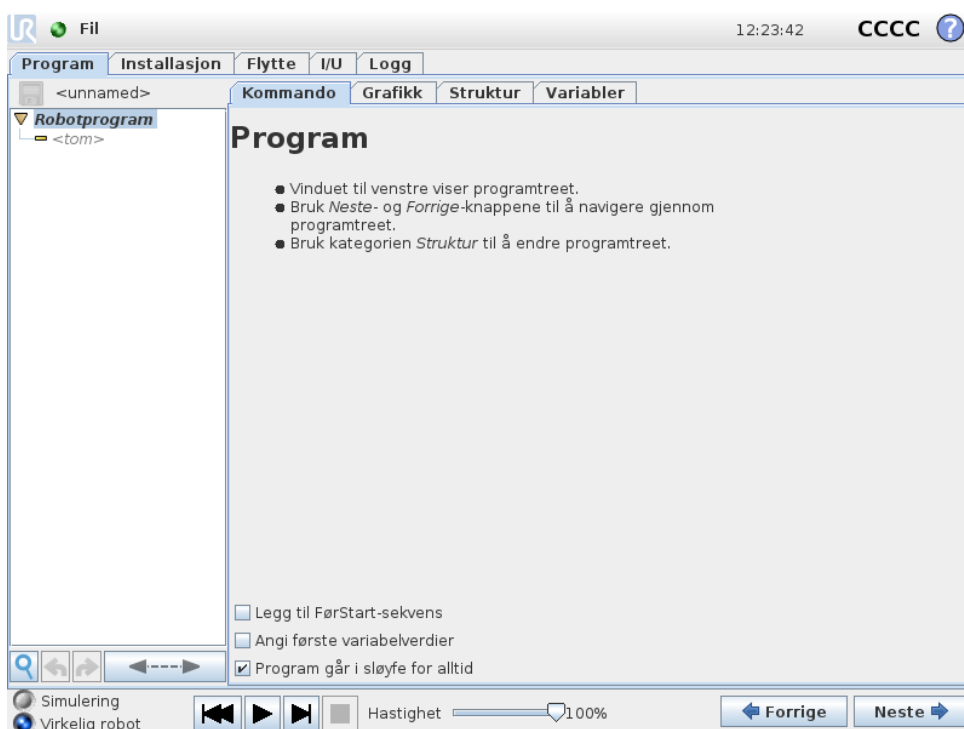 UR Fil 12:23:42 CCCC ?
Program Installasjon Flytte I/U Logg
<unnamed> Kommando Grafikk Struktur Variabler
Robotprogram
<tom>
Program
Vinduet til venstre viser programtreet.
Bruk Neste- og Forrige-knappene til å navigere gjennom
programtreet.
Bruk kategorien Struktur til å endre programtreet.
Legg til FørStart-sekvens
Angi første variabelverdier
Program går i sløyfe for alltid
Simulering
Virkelig robot
Hastighet 100% Forrige Neste